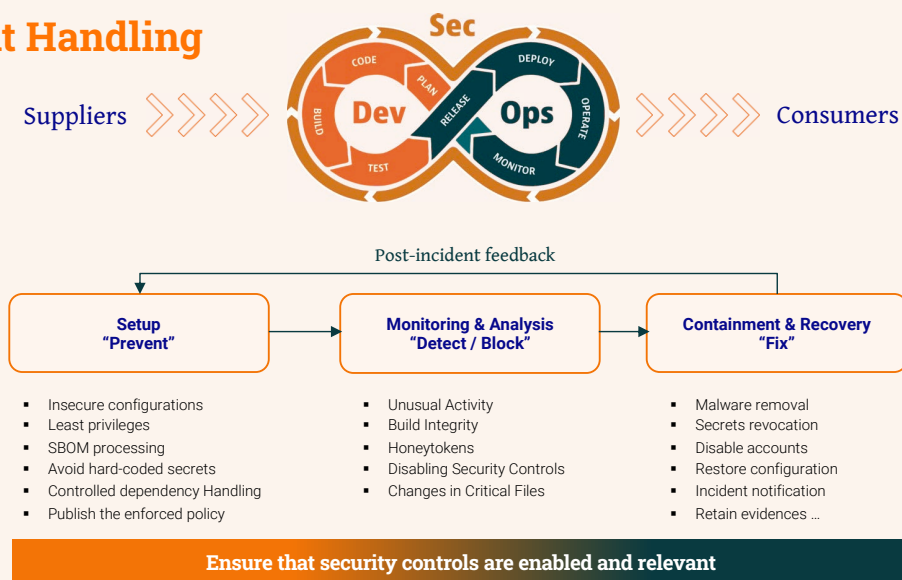 t Handling
Sec
Suppliers
Consumers
Dev
Ops
PLAN
CODE
BUILD
TEST
RELEASE
DEPLOY
OPERATE
MONITOR
Post-incident feedback
Setup
“Prevent”
Monitoring & Analysis
“Detect / Block”
Containment & Recovery
“Fix”
▪ Insecure configurations
▪ Least privileges
▪ SBOM processing
▪ Avoid hard-coded secrets
▪ Controlled dependency Handling
▪ Publish the enforced policy
▪ Unusual Activity
▪ Build Integrity
▪ Honeytokens
▪ Disabling Security Controls
▪ Changes in Critical Files
▪ Malware removal
▪ Secrets revocation
▪ Disable accounts
▪ Restore configuration
▪ Incident notification
▪ Retain evidences ...
Ensure that security controls are enabled and relevant